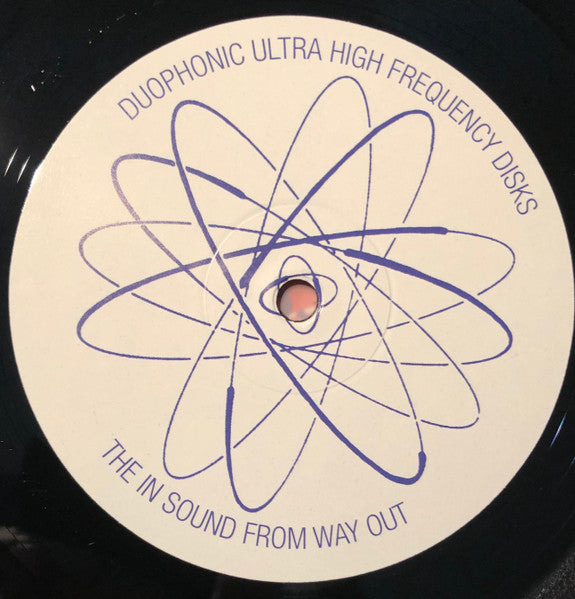 DUOPHONIC ULTRA HIGH FREQUENCY DISKS
THE IN SOUND FROM WAY OUT